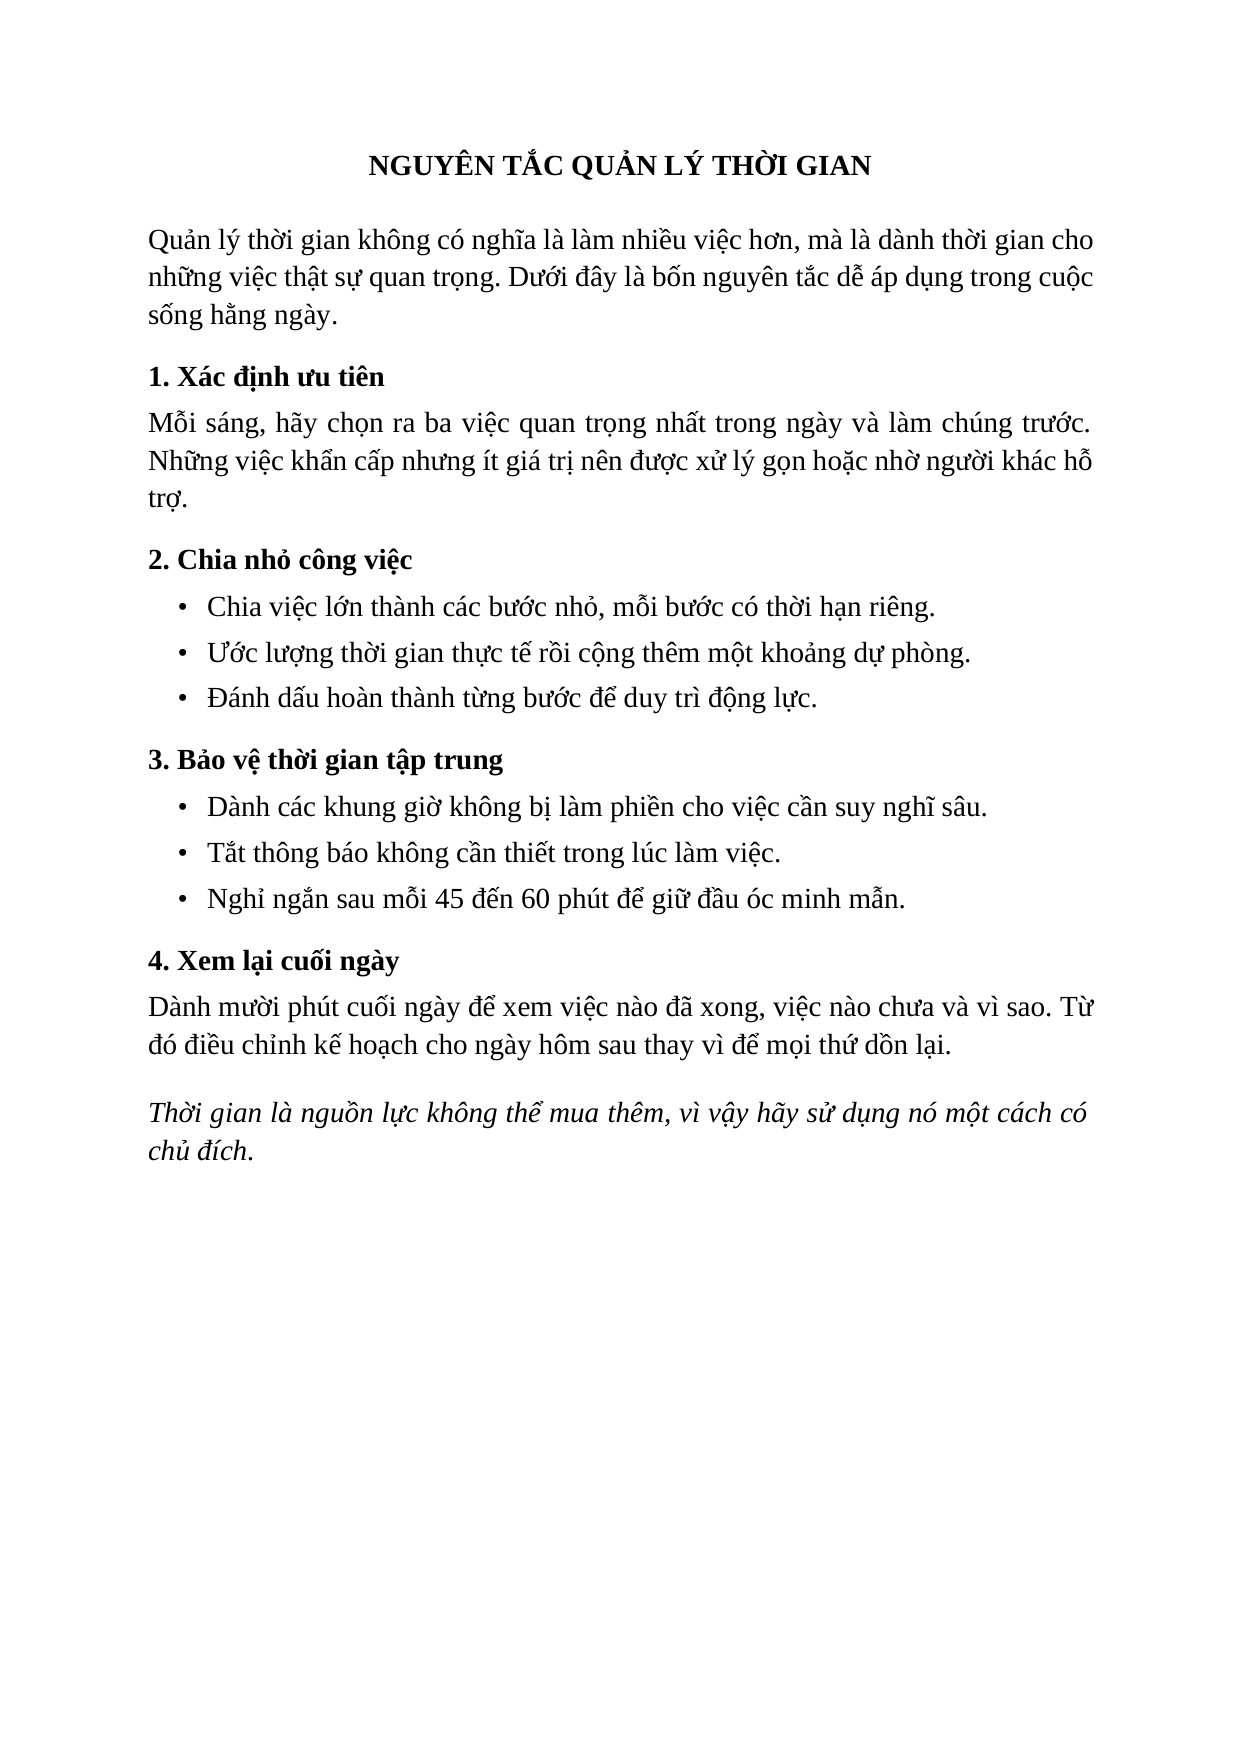 NGUYÊN TẮC QUẢN LÝ THỜI GIAN
Quản lý thời gian không có nghĩa là làm nhiều việc hơn, mà là dành thời gian cho
những việc thật sự quan trọng. Dưới đây là bốn nguyên tắc dễ áp dụng trong cuộc
sống hằng ngày.
1. Xác định ưu tiên
Mỗi sáng, hãy chọn ra ba việc quan trọng nhất trong ngày và làm chúng trước.
Những việc khẩn cấp nhưng ít giá trị nên được xử lý gọn hoặc nhờ người khác hỗ
trợ.
2. Chia nhỏ công việc
• Chia việc lớn thành các bước nhỏ, mỗi bước có thời hạn riêng.
• Ước lượng thời gian thực tế rồi cộng thêm một khoảng dự phòng.
• Đánh dấu hoàn thành từng bước để duy trì động lực.
3. Bảo vệ thời gian tập trung
• Dành các khung giờ không bị làm phiền cho việc cần suy nghĩ sâu.
• Tắt thông báo không cần thiết trong lúc làm việc.
• Nghỉ ngắn sau mỗi 45 đến 60 phút để giữ đầu óc minh mẫn.
4. Xem lại cuối ngày
Dành mười phút cuối ngày để xem việc nào đã xong, việc nào chưa và vì sao. Từ
đó điều chỉnh kế hoạch cho ngày hôm sau thay vì để mọi thứ dồn lại.
Thời gian là nguồn lực không thể mua thêm, vì vậy hãy sử dụng nó một cách có
chủ đích.